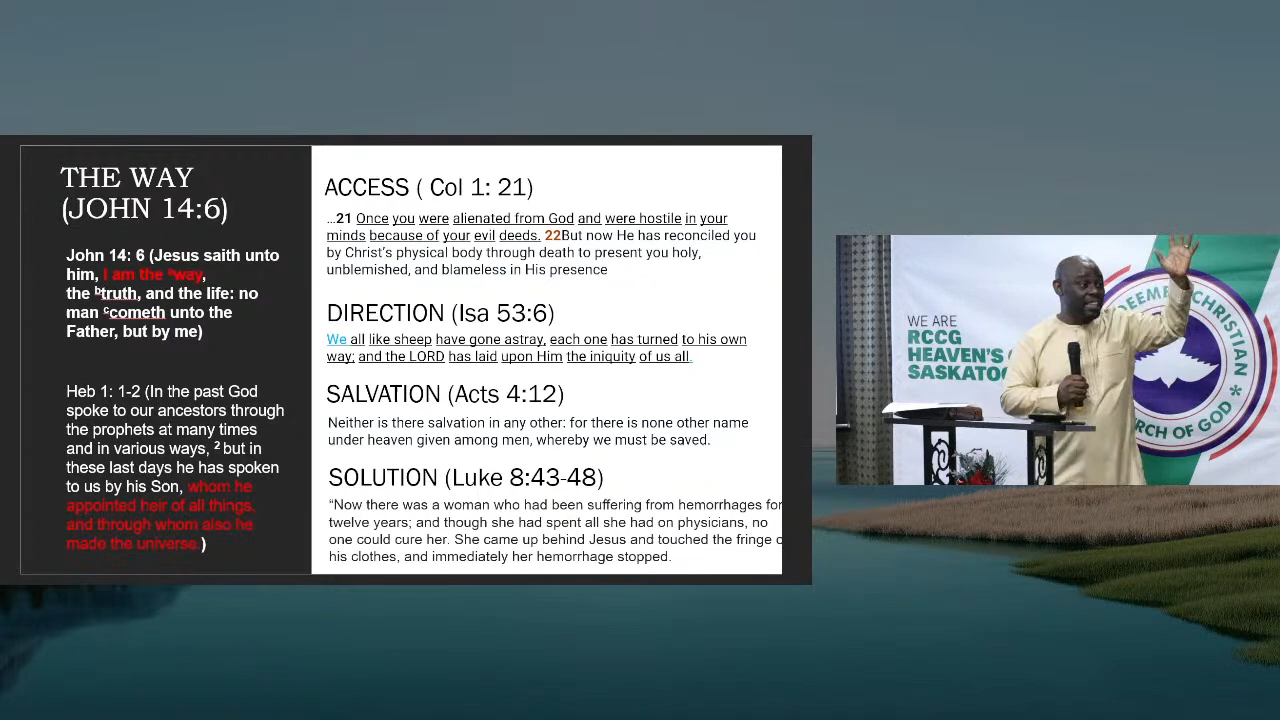 THE WAY
(JOHN 14:6)
John 14: 6 (Jesus saith unto
him, I am the away,
the btruth, and the life: no
man ccometh unto the
Father, but by me)
Heb 1: 1-2 (In the past God
spoke to our ancestors through
the prophets at many times
and in various ways, 2 but in
these last days he has spoken
to us by his Son, whom he
appointed heir of all things,
and through whom also he
made the universe.)
ACCESS ( Col 1: 21)
…21 Once you were alienated from God and were hostile in your
minds because of your evil deeds. 22But now He has reconciled you
by Christ's physical body through death to present you holy,
unblemished, and blameless in His presence
DIRECTION (Isa 53:6)
We all like sheep have gone astray, each one has turned to his own
way; and the LORD has laid upon Him the iniquity of us all.
SALVATION (Acts 4:12)
Neither is there salvation in any other: for there is none other name
under heaven given among men, whereby we must be saved.
SOLUTION (Luke 8:43-48)
“Now there was a woman who had been suffering from hemorrhages for
twelve years; and though she had spent all she had on physicians, no
one could cure her. She came up behind Jesus and touched the fringe o
his clothes, and immediately her hemorrhage stopped.
WE ARE
RCCG
HEAVEN'S
SASKATOO
DEEMED CHRISTIAN
CHURCH OF GOD